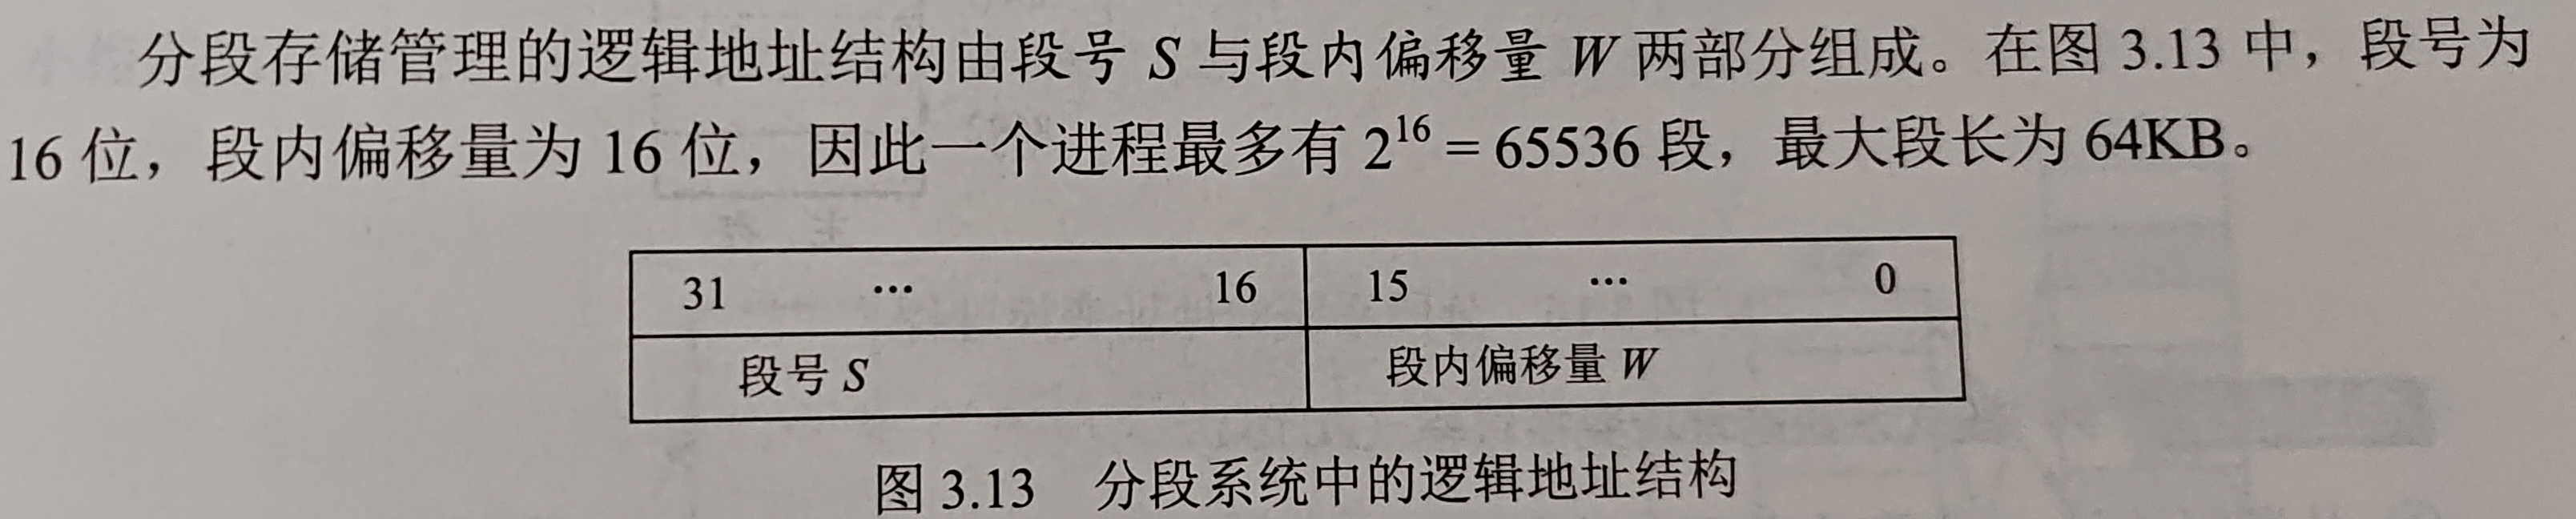 分段存储管理的逻辑地址结构由段号 S 与段内偏移量 W 两部分组成。在图 3.13 中，段号为
16 位，段内偏移量为 16 位，因此一个进程最多有 2¹⁶ = 65536 段，最大段长为 64KB。
31 … 16 15 … 0
段号 S 段内偏移量 W
图 3.13 分段系统中的逻辑地址结构